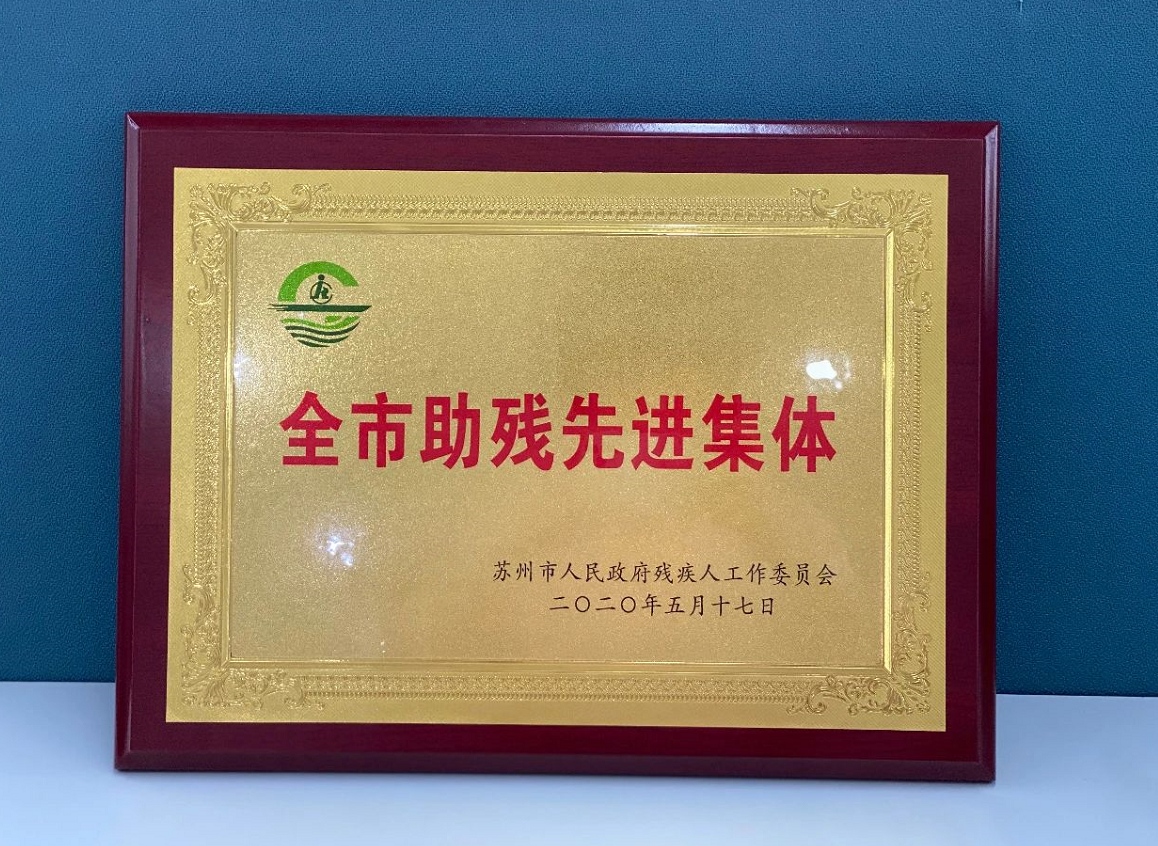 全市助残先进集体
苏州市人民政府残疾人工作委员会
二〇二〇年五月十七日